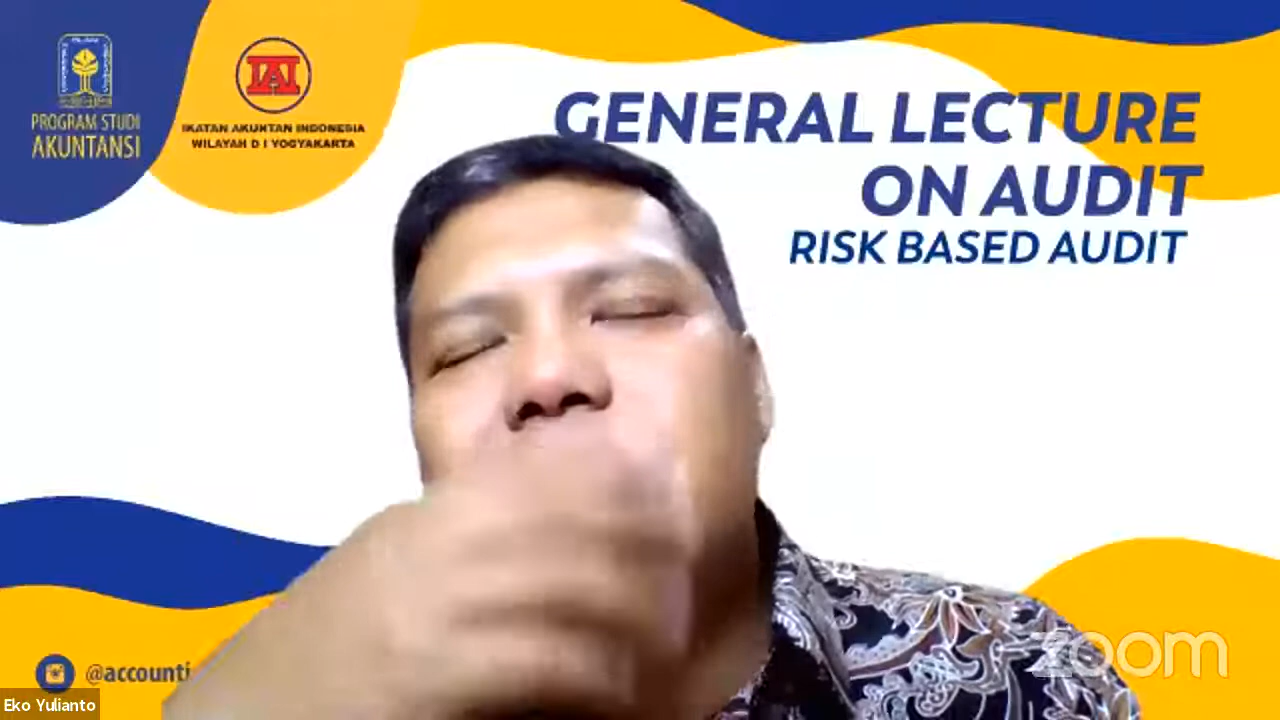 PROGRAM STUDI
AKUNTANSI
IAI
IKATAN AKUNTAN INDONESIA
WILAYAH D I YOGYAKARTA
GENERAL LECTURE
ON AUDIT
RISK BASED AUDIT
@accounti
Eko Yulianto
zoom